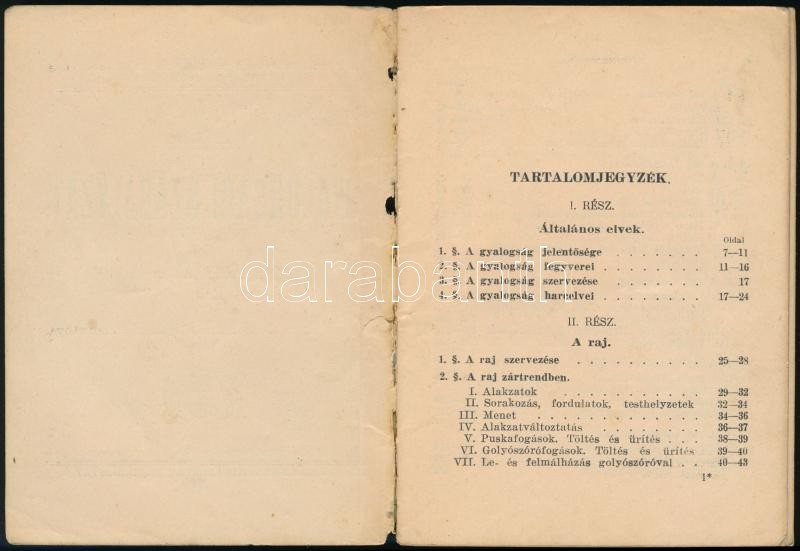 TARTALOMJEGYZÉK.
I. RÉSZ.
Általános elvek.
Oldal
1. §. A gyalogság jelentősége . . . . . . . 7—11
2. §. A gyalogság fegyverei . . . . . . . 11—16
3. §. A gyalogság szervezése . . . . . . . 17
4. §. A gyalogság harcelvei . . . . . . . 17—24
II. RÉSZ.
A raj.
1. §. A raj szervezése . . . . . . . . . 25—28
2. §. A raj zártrendben.
I. Alakzatok . . . . . . . . . 29—32
II. Sorakozás, fordulatok, testhelyzetek 32—34
III. Menet . . . . . . . . . . 34—36
IV. Alakzatváltoztatás . . . . . . . 36—37
V. Puskafogások. Töltés és ürítés . . . 38—39
VI. Golyószórófogások. Töltés és ürítés 39—40
VII. Le- és felmálházás golyószóróval . . 40—43
1*
darabanth